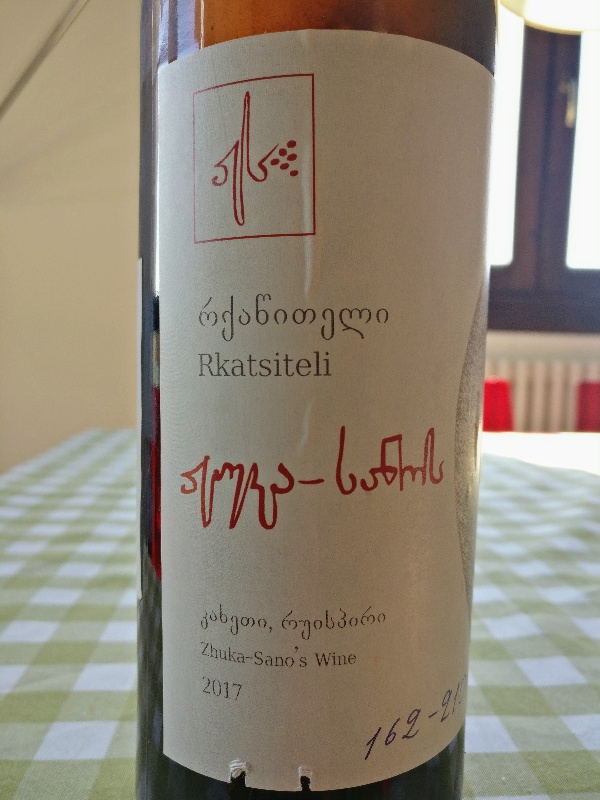 რქაწითელი
Rkatsiteli
ჟუკა-სანოს
კახეთი, რუისპირი
Zhuka-Sano's Wine
2017